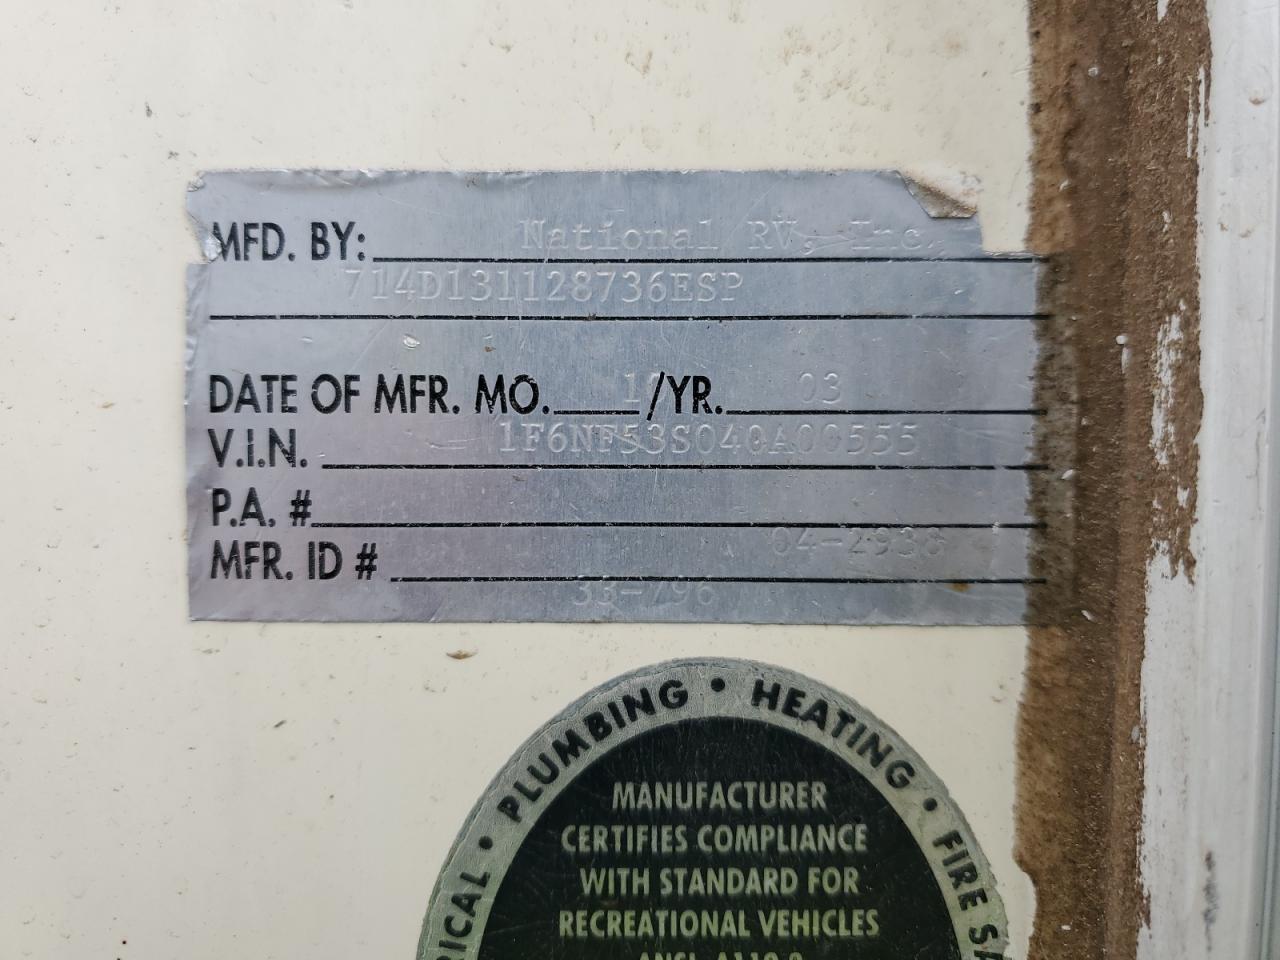 MFD. BY: National RV, Inc.
714D131128736ESP
DATE OF MFR. MO. /YR. 03
V.I.N. 1F6NF53S040A00555
P.A. #
04-2938
MFR. ID #
33-796
PLUMBING • HEATING • FIRE
MANUFACTURER
CERTIFIES COMPLIANCE
WITH STANDARD FOR
RECREATIONAL VEHICLES